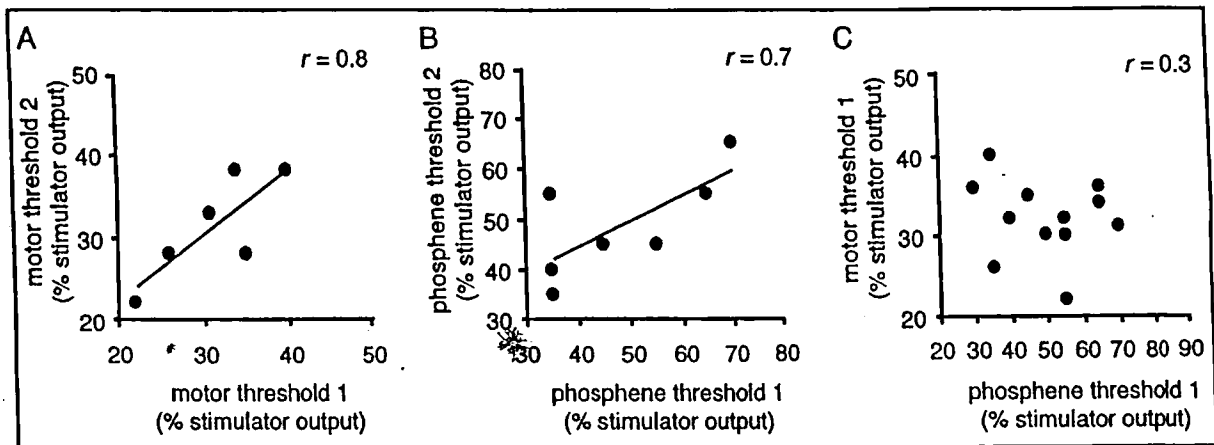 A
r = 0.8
motor threshold 2
(% stimulator output)
50
40
30
20
20 30 40 50
motor threshold 1
(% stimulator output)
B
r = 0.7
phosphene threshold 2
(% stimulator output)
80
70
60
50
40
30
30 40 50 60 70 80
phosphene threshold 1
(% stimulator output)
C
r = 0.3
motor threshold 1
(% stimulator output)
50
40
30
20
20 30 40 50 60 70 80 90
phosphene threshold 1
(% stimulator output)